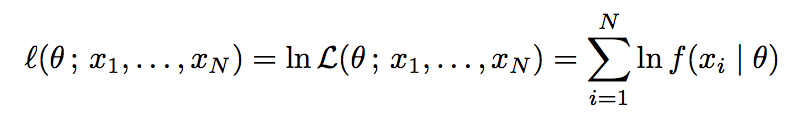 ℓ(θ ; x₁, . . . , x_N) = ln 𝓛(θ ; x₁, . . . , x_N) = ∑_{i=1}^{N} ln f(x_i | θ)